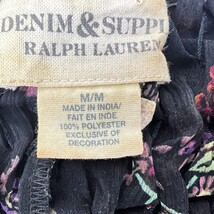 DENIM & SUPPL
RALPH LAUREN
M/M
MADE IN INDIA/
FAIT EN INDE
100% POLYESTER
EXCLUSIVE OF
DECORATION